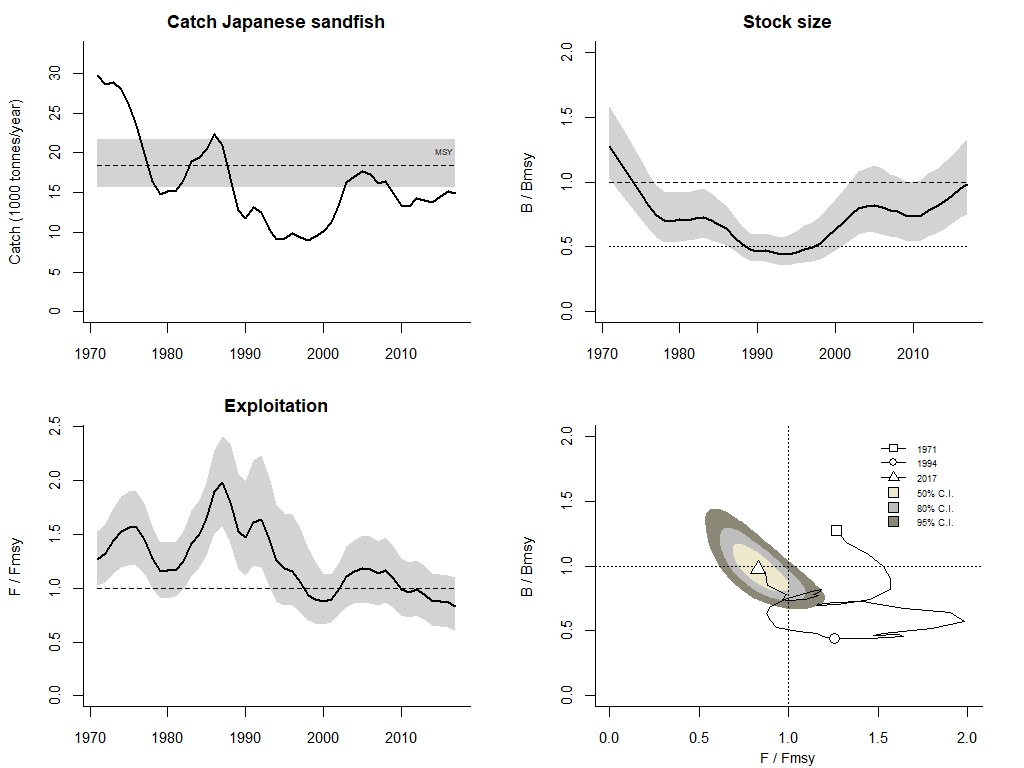 Catch Japanese sandfish
Catch (1000 tonnes/year)
30
25
20
15
10
5
0
MSY
1970 1980 1990 2000 2010
Stock size
B / Bmsy
2.0
1.5
1.0
0.5
0.0
1970 1980 1990 2000 2010
Exploitation
F / Fmsy
2.5
2.0
1.5
1.0
0.5
0.0
1970 1980 1990 2000 2010
B / Bmsy
2.0
1.5
1.0
0.5
0.0
1971
1994
2017
50% C.I.
80% C.I.
95% C.I.
0.0 0.5 1.0 1.5 2.0
F / Fmsy